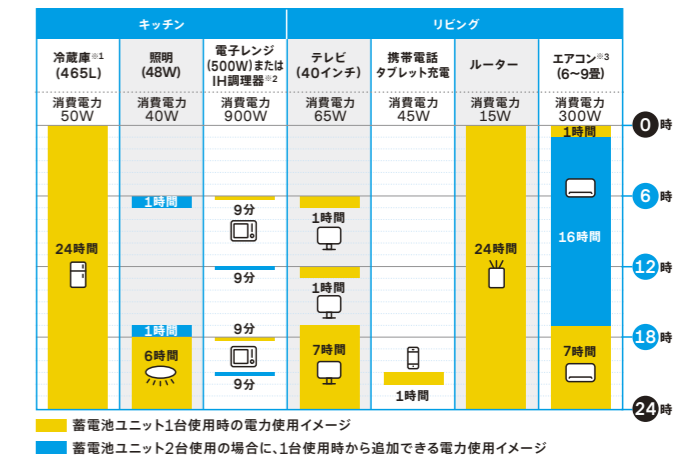 キッチン
リビング
冷蔵庫※1
(465L)
照明
(48W)
電子レンジ
(500W)または
IH調理器※2
テレビ
(40インチ)
携帯電話
タブレット充電
ルーター
エアコン※3
(6〜9畳)
消費電力
50W
消費電力
40W
消費電力
900W
消費電力
65W
消費電力
45W
消費電力
15W
消費電力
300W
0時
1時間
6時
1時間
9分
1時間
16時間
24時間
24時間
12時
9分
1時間
1時間
9分
18時
6時間
7時間
7時間
9分
1時間
24時
蓄電池ユニット1台使用時の電力使用イメージ
蓄電池ユニット2台使用の場合に、1台使用時から追加できる電力使用イメージ